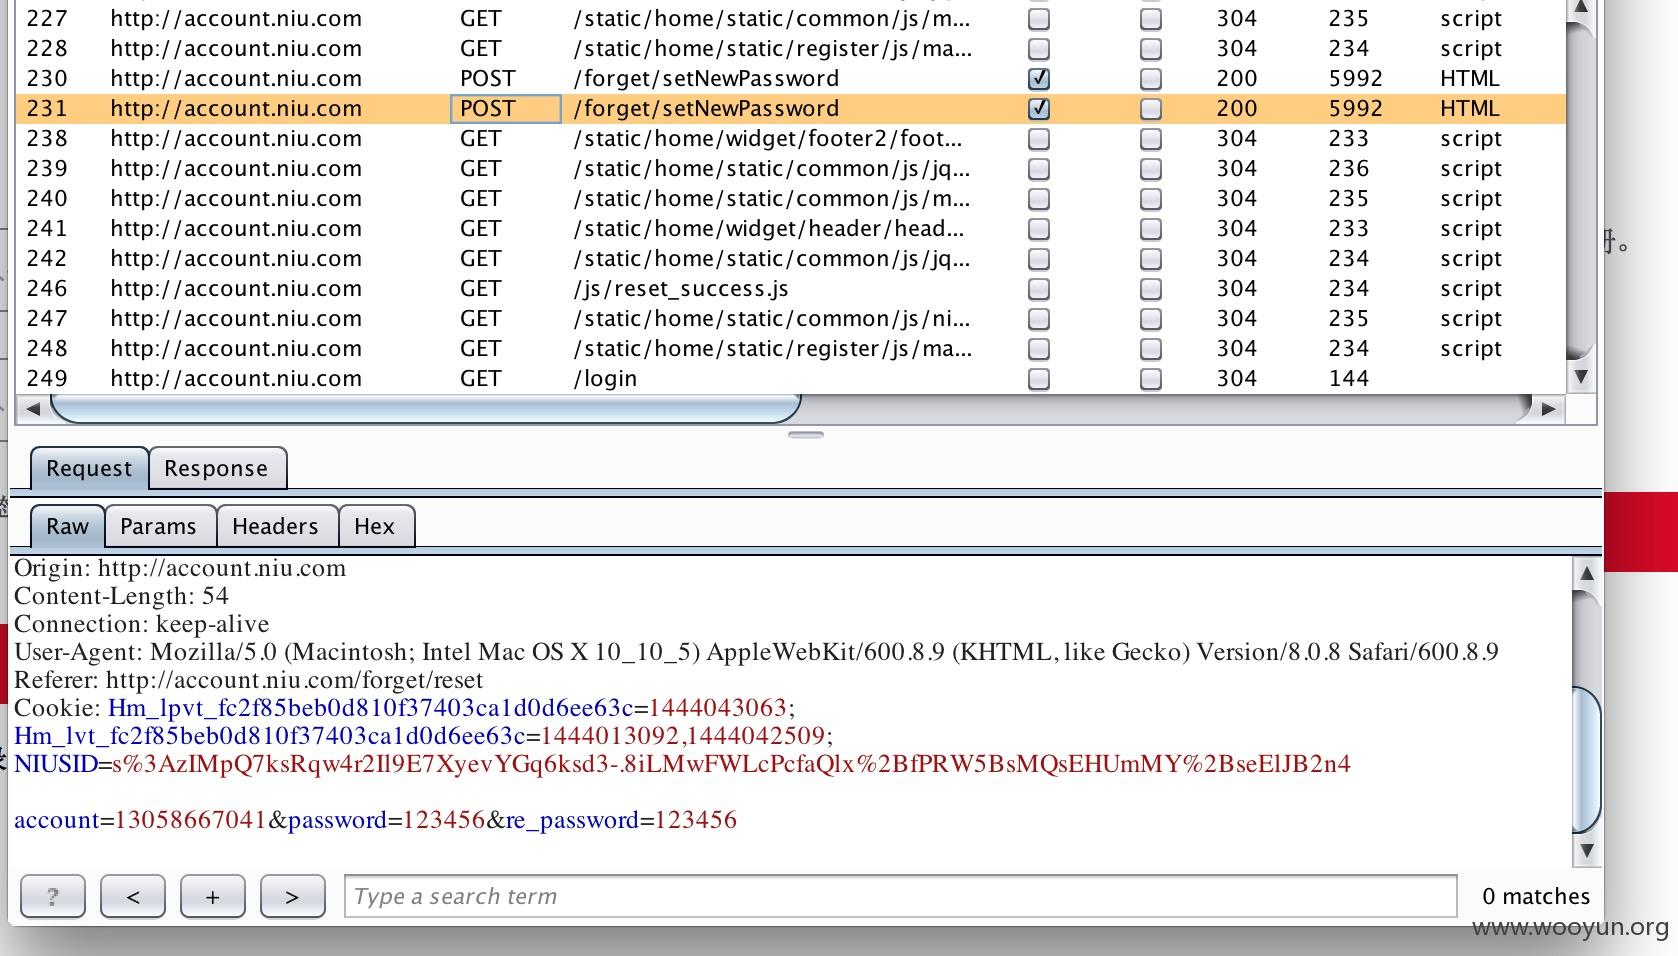 227 http://account.niu.com GET /static/home/static/common/js/m... 304 235 script
228 http://account.niu.com GET /static/home/static/register/js/ma... 304 234 script
230 http://account.niu.com POST /forget/setNewPassword 200 5992 HTML
231 http://account.niu.com POST /forget/setNewPassword 200 5992 HTML
238 http://account.niu.com GET /static/home/widget/footer2/foot... 304 233 script
239 http://account.niu.com GET /static/home/static/common/js/jq... 304 236 script
240 http://account.niu.com GET /static/home/static/common/js/m... 304 235 script
241 http://account.niu.com GET /static/home/widget/header/head... 304 233 script
242 http://account.niu.com GET /static/home/static/common/js/jq... 304 234 script
246 http://account.niu.com GET /js/reset_success.js 304 234 script
247 http://account.niu.com GET /static/home/static/common/js/ni... 304 235 script
248 http://account.niu.com GET /static/home/static/register/js/ma... 304 234 script
249 http://account.niu.com GET /login 304 144
Request Response
Raw Params Headers Hex
Origin: http://account.niu.com
Content-Length: 54
Connection: keep-alive
User-Agent: Mozilla/5.0 (Macintosh; Intel Mac OS X 10_10_5) AppleWebKit/600.8.9 (KHTML, like Gecko) Version/8.0.8 Safari/600.8.9
Referer: http://account.niu.com/forget/reset
Cookie: Hm_lpvt_fc2f85beb0d810f37403ca1d0d6ee63c=1444043063;
Hm_lvt_fc2f85beb0d810f37403ca1d0d6ee63c=1444013092,1444042509;
NIUSID=s%3AzIMpQ7ksRqw4r2Il9E7XyevYGq6ksd3-.8iLMwFWLcPcfaQlx%2BfPRW5BsMQsEHUmMY%2BseElJB2n4
account=13058667041&password=123456&re_password=123456
? < + > Type a search term 0 matches
www.wooyun.org